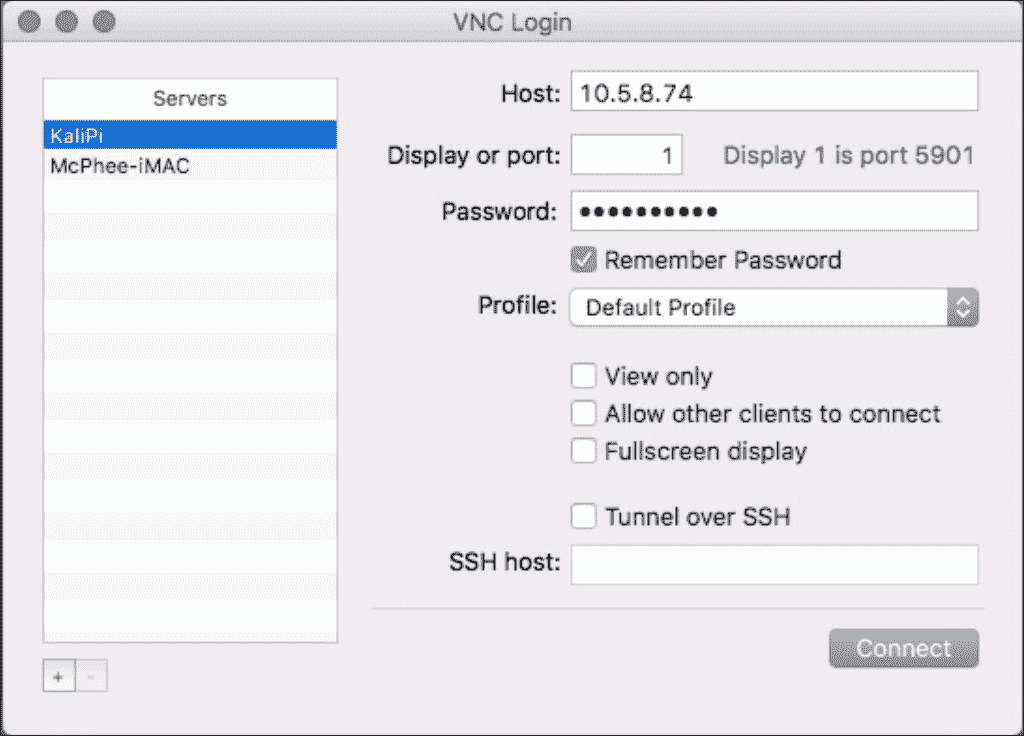 VNC Login
Servers
KaliPi
McPhee-iMAC
+
-
Host: 10.5.8.74
Display or port: 1 Display 1 is port 5901
Password: ••••••••••
Remember Password
Profile: Default Profile
View only
Allow other clients to connect
Fullscreen display
Tunnel over SSH
SSH host:
Connect